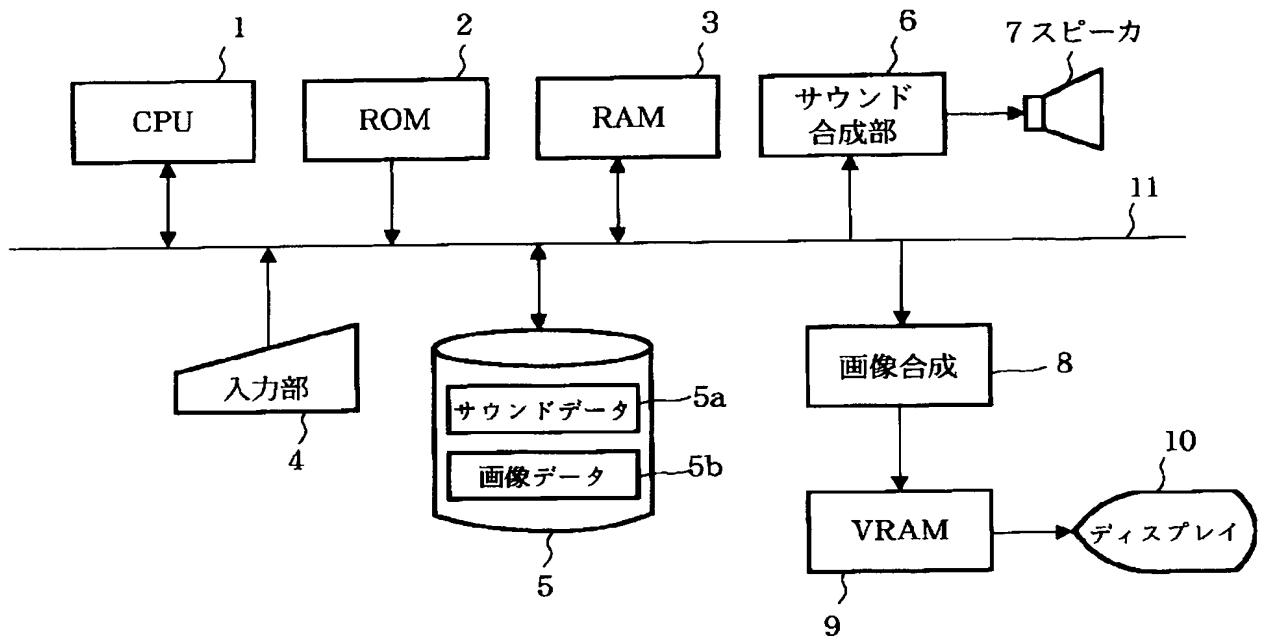 1
2
3
6
7 スピーカ
CPU
ROM
RAM
サウンド
合成部
11
入力部
4
サウンドデータ
5a
画像データ
5b
5
画像合成
8
VRAM
9
10
ディスプレイ